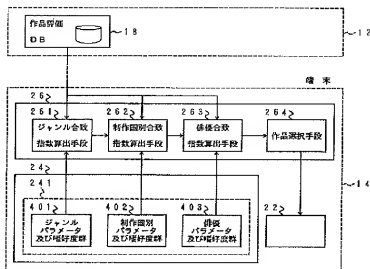 作品評価
DB
18
12
端末
26
261
262
263
264
ジャンル合致
指数算出手段
制作国別合致
指数算出手段
俳優合致
指数算出手段
作品選択手段
14
24
241
401
402
403
22
ジャンル
パラメータ
及び嗜好度群
制作国別
パラメータ
及び嗜好度群
俳優
パラメータ
及び嗜好度群